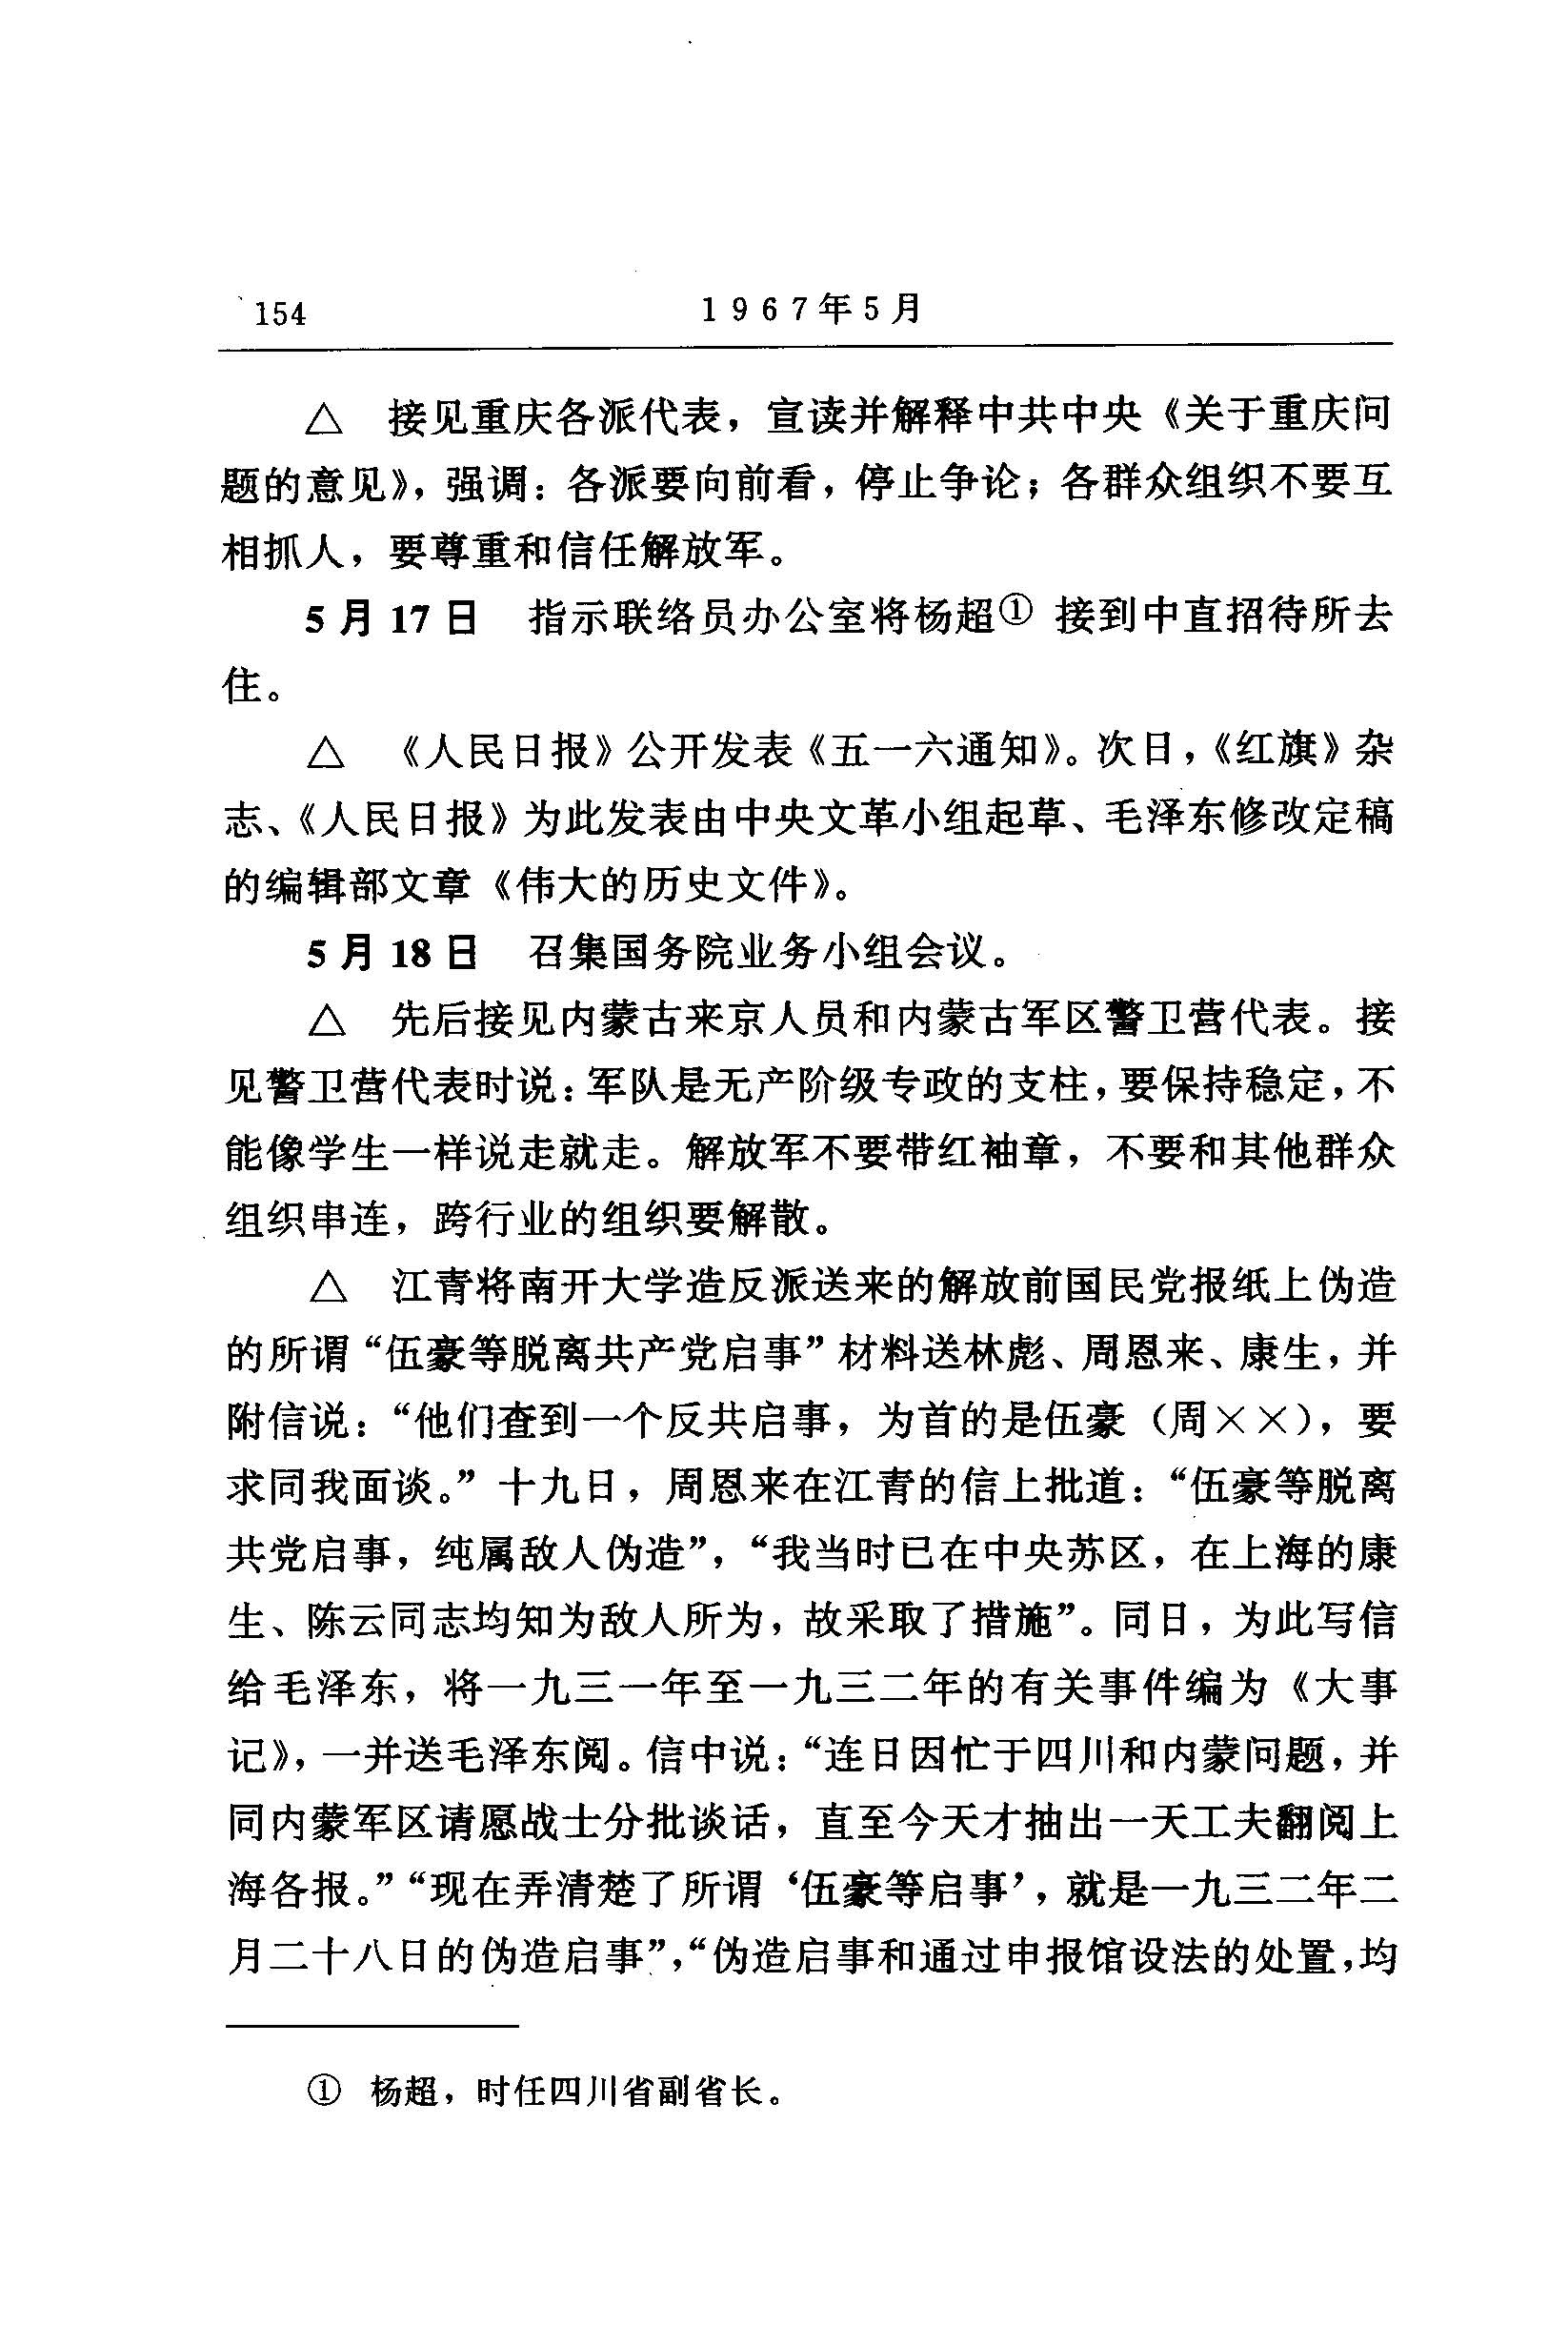 154
1967年5月
△ 接见重庆各派代表，宣读并解释中共中央《关于重庆问
题的意见》，强调：各派要向前看，停止争论；各群众组织不要互
相抓人，要尊重和信任解放军。
5月17日 指示联络员办公室将杨超① 接到中直招待所去
住。
△ 《人民日报》公开发表《五一六通知》。次日，《红旗》杂
志、《人民日报》为此发表由中央文革小组起草、毛泽东修改定稿
的编辑部文章《伟大的历史文件》。
5月18日 召集国务院业务小组会议。
△ 先后接见内蒙古来京人员和内蒙古军区警卫营代表。接
见警卫营代表时说：军队是无产阶级专政的支柱，要保持稳定，不
能像学生一样说走就走。解放军不要带红袖章，不要和其他群众
组织串连，跨行业的组织要解散。
△ 江青将南开大学造反派送来的解放前国民党报纸上伪造
的所谓“伍豪等脱离共产党启事”材料送林彪、周恩来、康生，并
附信说：“他们查到一个反共启事，为首的是伍豪（周××），要
求同我面谈。”十九日，周恩来在江青的信上批道：“伍豪等脱离
共党启事，纯属敌人伪造”，“我当时已在中央苏区，在上海的康
生、陈云同志均知为敌人所为，故采取了措施”。同日，为此写信
给毛泽东，将一九三一年至一九三二年的有关事件编为《大事
记》，一并送毛泽东阅。信中说：“连日因忙于四川和内蒙问题，并
同内蒙军区请愿战士分批谈话，直至今天才抽出一天工夫翻阅上
海各报。”“现在弄清楚了所谓‘伍豪等启事’，就是一九三二年二
月二十八日的伪造启事”，“伪造启事和通过申报馆设法的处置，均
① 杨超，时任四川省副省长。